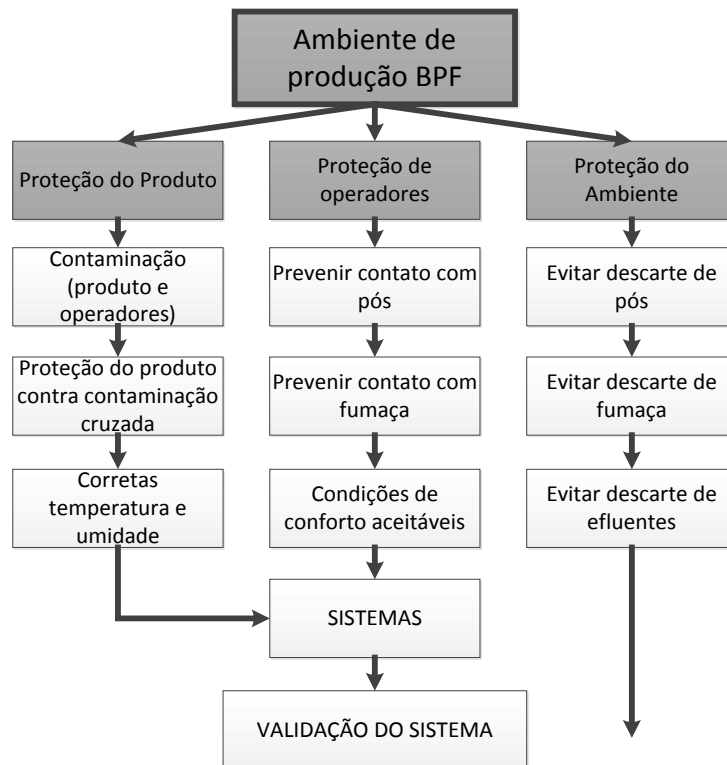 Ambiente de
produção BPF
Proteção do Produto
Proteção de
operadores
Proteção do
Ambiente
Contaminação
(produto e
operadores)
Prevenir contato com
pós
Evitar descarte de
pós
Proteção do produto
contra contaminação
cruzada
Prevenir contato com
fumaça
Evitar descarte de
fumaça
Corretas
temperatura e
umidade
Condições de
conforto aceitáveis
Evitar descarte de
efluentes
SISTEMAS
VALIDAÇÃO DO SISTEMA